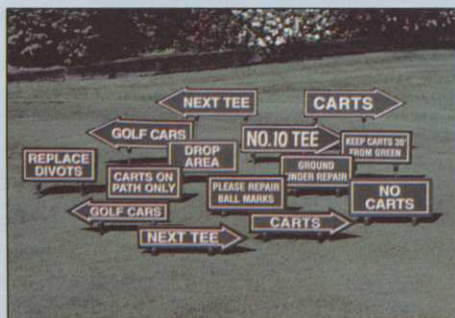 NEXT TEE
CARTS
GOLF CARS
NO. 10 TEE
KEEP CARTS 30'
FROM GREEN
REPLACE
DIVOTS
DROP
AREA
GROUND
UNDER REPAIR
CARTS ON
PATH ONLY
PLEASE REPAIR
BALL MARKS
NO
CARTS
GOLF CARS
CARTS
NEXT TEE